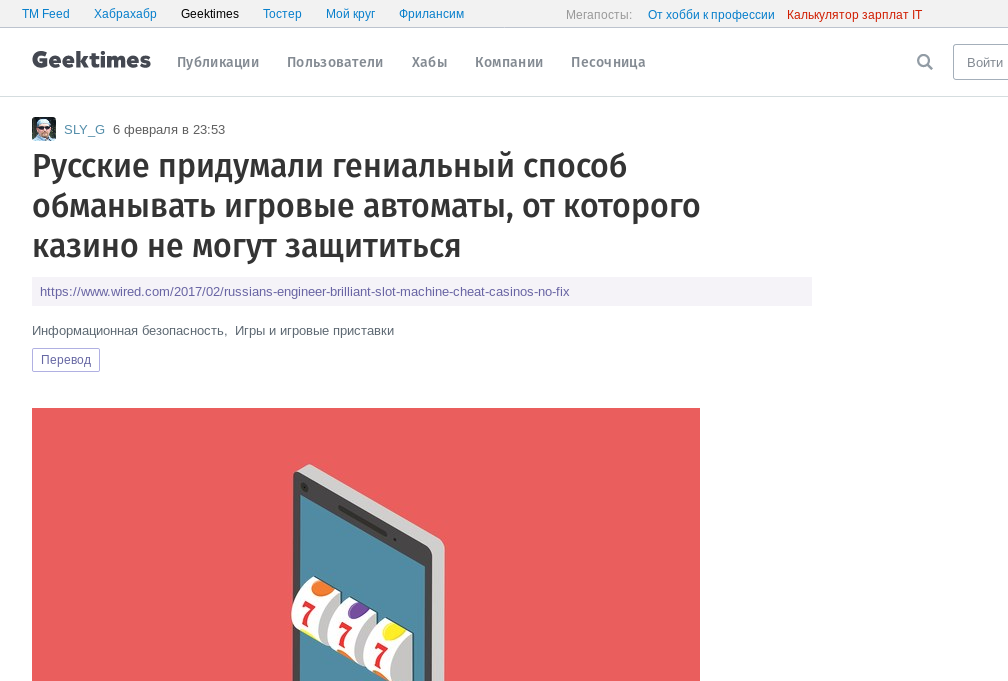 TM Feed Хабрахабр Geektimes Тостер Мой круг Фрилансим Мегапосты: От хобби к профессии Калькулятор зарплат IT
Geektimes Публикации Пользователи Хабы Компании Песочница Войти
SLY_G 6 февраля в 23:53
Русские придумали гениальный способ
обманывать игровые автоматы, от которого
казино не могут защититься
https://www.wired.com/2017/02/russians-engineer-brilliant-slot-machine-cheat-casinos-no-fix
Информационная безопасность, Игры и игровые приставки
Перевод
7 7 7